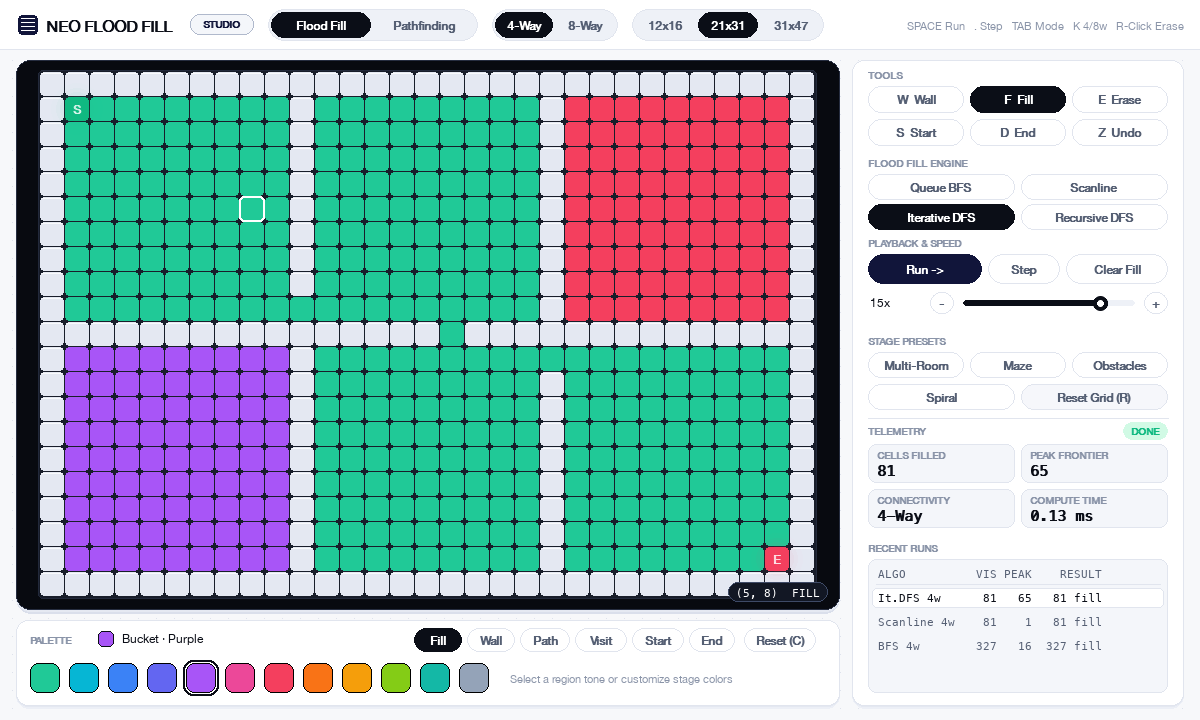 NEO FLOOD FILL STUDIO Flood Fill Pathfinding 4-Way 8-Way 12x16 21x31 31x47 SPACE Run . Step TAB Mode K 4/8w R-Click Erase
S
E
(5, 8) FILL
PALETTE Bucket · Purple Fill Wall Path Visit Start End Reset (C)
Select a region tone or customize stage colors
TOOLS
W Wall F Fill E Erase
S Start D End Z Undo
FLOOD FILL ENGINE
Queue BFS Scanline
Iterative DFS Recursive DFS
PLAYBACK & SPEED
Run -> Step Clear Fill
15x - +
STAGE PRESETS
Multi-Room Maze Obstacles
Spiral Reset Grid (R)
TELEMETRY DONE
CELLS FILLED PEAK FRONTIER
81 65
CONNECTIVITY COMPUTE TIME
4-Way 0.13 ms
RECENT RUNS
ALGO VIS PEAK RESULT
It.DFS 4w 81 65 81 fill
Scanline 4w 81 1 81 fill
BFS 4w 327 16 327 fill